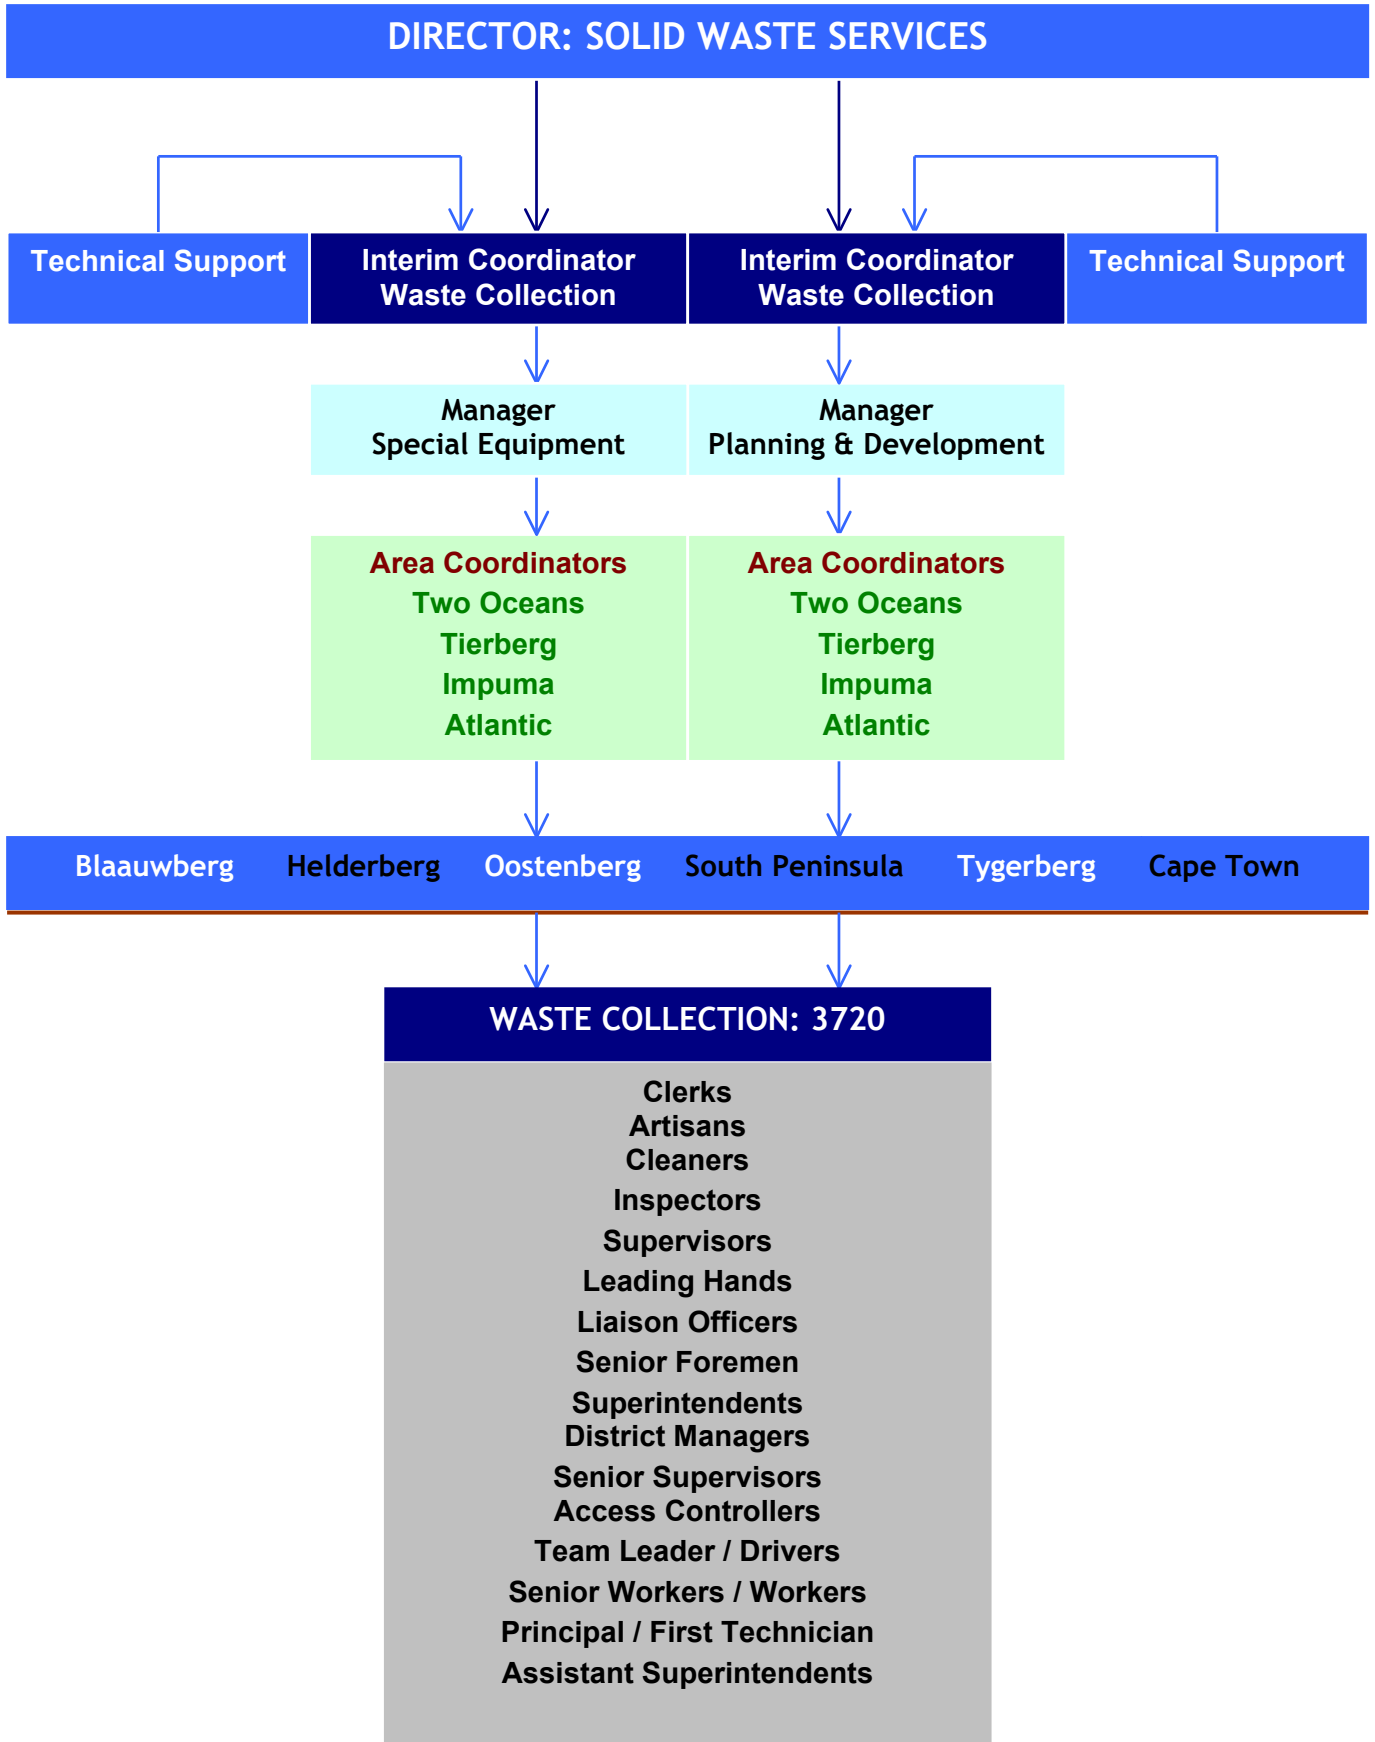 DIRECTOR: SOLID WASTE SERVICES
Technical Support
Interim Coordinator
Waste Collection
Interim Coordinator
Waste Collection
Technical Support
Manager
Special Equipment
Manager
Planning & Development
Area Coordinators
Two Oceans
Tierberg
Impuma
Atlantic
Area Coordinators
Two Oceans
Tierberg
Impuma
Atlantic
Blaauwberg Helderberg Oostenberg South Peninsula Tygerberg Cape Town
WASTE COLLECTION: 3720
Clerks
Artisans
Cleaners
Inspectors
Supervisors
Leading Hands
Liaison Officers
Senior Foremen
Superintendents
District Managers
Senior Supervisors
Access Controllers
Team Leader / Drivers
Senior Workers / Workers
Principal / First Technician
Assistant Superintendents